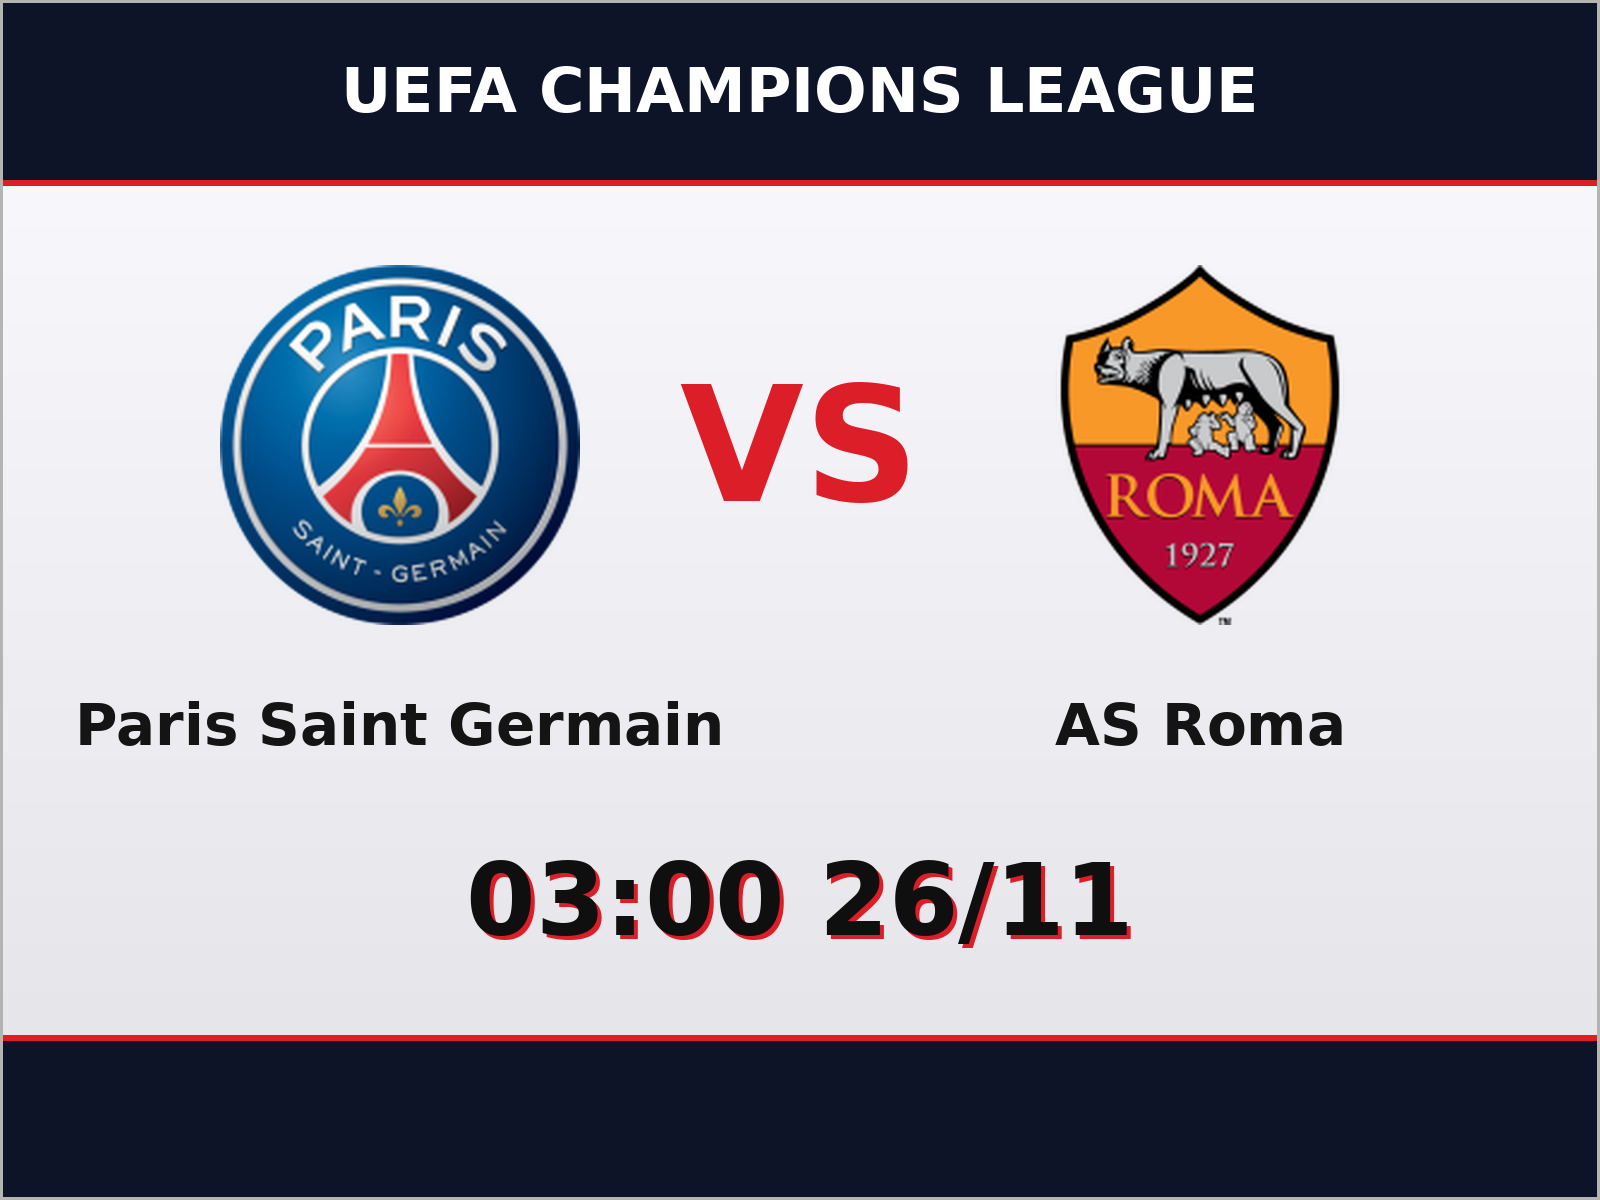 UEFA CHAMPIONS LEAGUE
PARIS
SAINT - GERMAIN
VS
ROMA
1927
TM
Paris Saint Germain
AS Roma
03:00 26/11